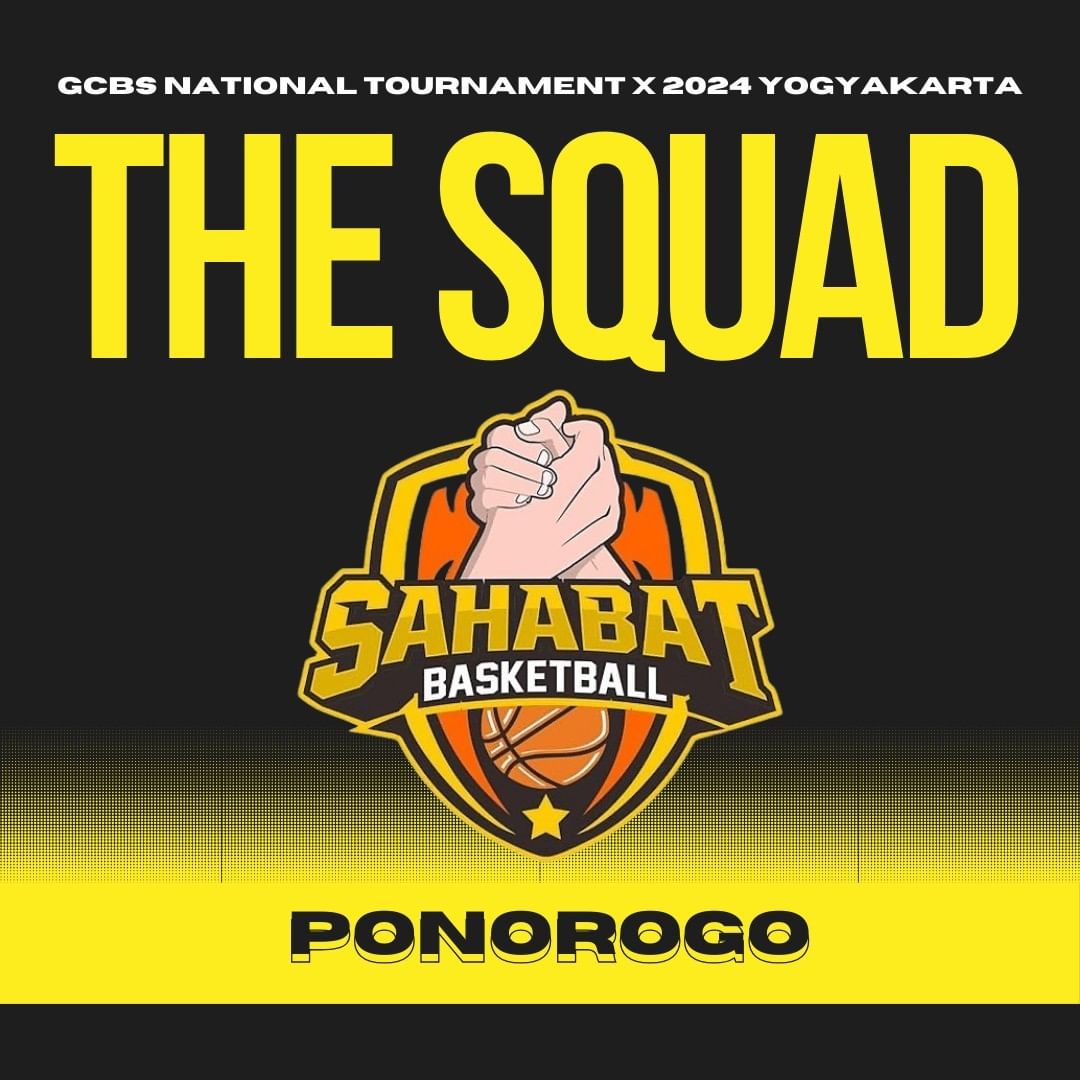 GCBS NATIONAL TOURNAMENT X 2024 YOGYAKARTA
THE SQUAD
SAHABAT
BASKETBALL
PONOROGO